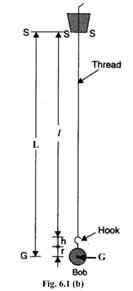 S S S
Thread
L l
Hook
h
r
G G
Bob
Fig. 6.1 (b)